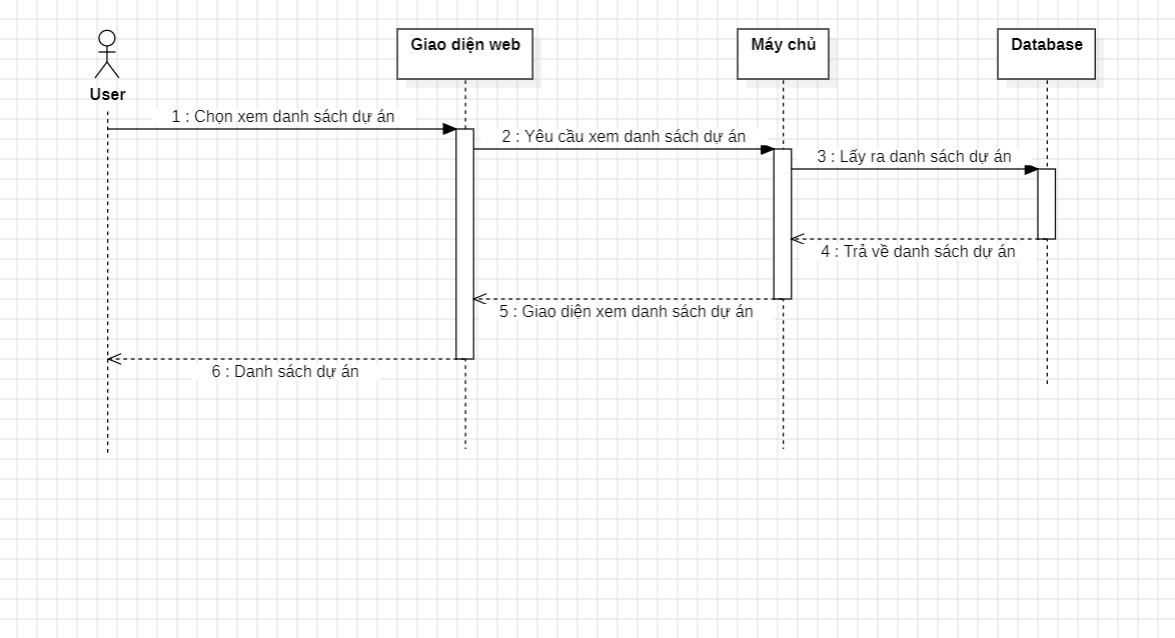 User
Giao diện web
Máy chủ
Database
1 : Chọn xem danh sách dự án
2 : Yêu cầu xem danh sách dự án
3 : Lấy ra danh sách dự án
4 : Trả về danh sách dự án
5 : Giao diện xem danh sách dự án
6 : Danh sách dự án